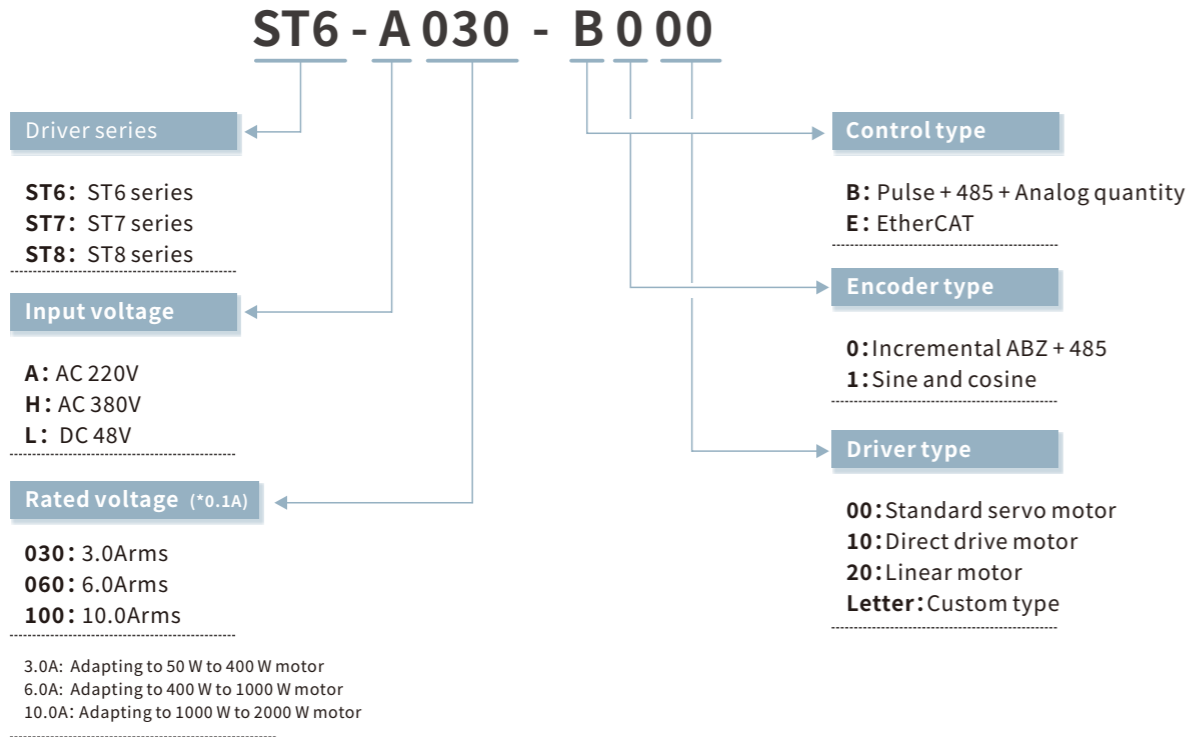 ST6 - A 030 - B 0 00
Driver series
ST6： ST6 series
ST7： ST7 series
ST8： ST8 series
Input voltage
A： AC 220V
H： AC 380V
L： DC 48V
Rated voltage (*0.1A)
030： 3.0Arms
060： 6.0Arms
100： 10.0Arms
3.0A: Adapting to 50 W to 400 W motor
6.0A: Adapting to 400 W to 1000 W motor
10.0A: Adapting to 1000 W to 2000 W motor
Control type
B： Pulse + 485 + Analog quantity
E： EtherCAT
Encoder type
0：Incremental ABZ + 485
1：Sine and cosine
Driver type
00：Standard servo motor
10：Direct drive motor
20：Linear motor
Letter：Custom type